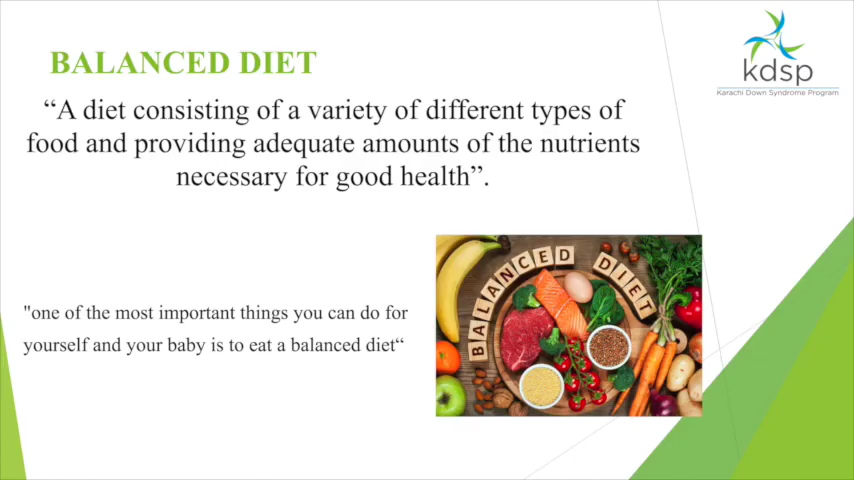 BALANCED DIET
kdsp
Karachi Down Syndrome Program
“A diet consisting of a variety of different types of
food and providing adequate amounts of the nutrients
necessary for good health”.
BALANCED DIET
"one of the most important things you can do for
yourself and your baby is to eat a balanced diet“